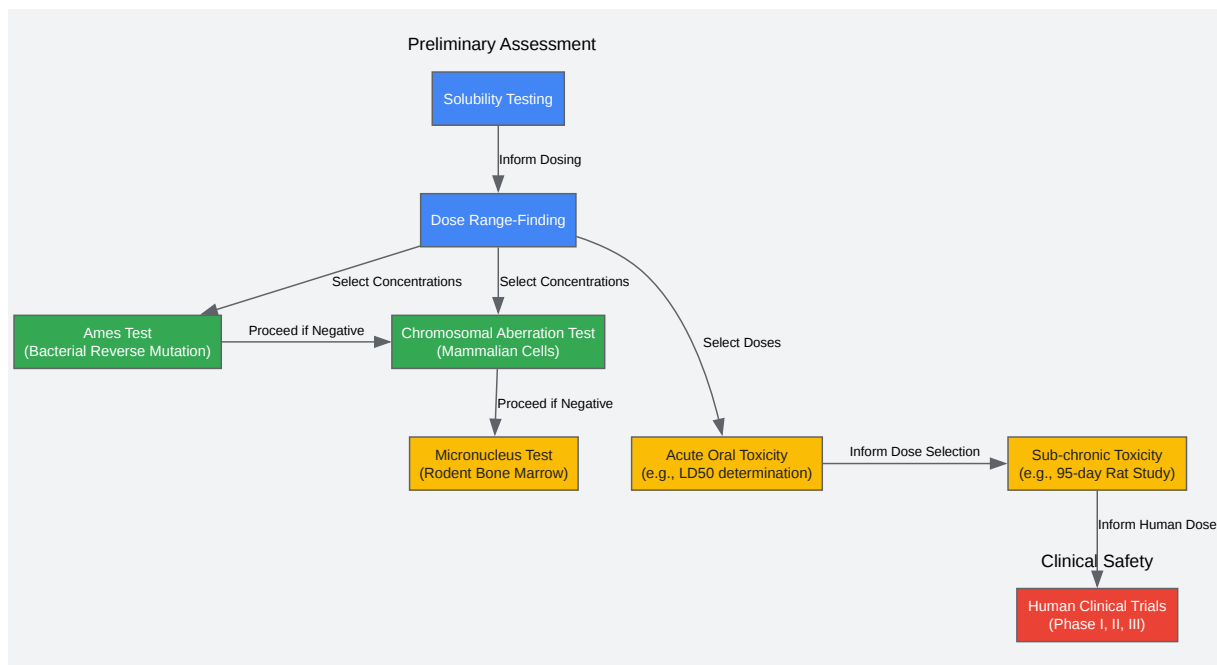 Preliminary Assessment
Solubility Testing
Inform Dosing
Dose Range-Finding
Select Concentrations
Select Concentrations
Ames Test
(Bacterial Reverse Mutation)
Proceed if Negative
Chromosomal Aberration Test
(Mammalian Cells)
Select Doses
Proceed if Negative
Micronucleus Test
(Rodent Bone Marrow)
Acute Oral Toxicity
(e.g., LD50 determination)
Inform Dose Selection
Sub-chronic Toxicity
(e.g., 95-day Rat Study)
Inform Human Dose
Clinical Safety
Human Clinical Trials
(Phase I, II, III)